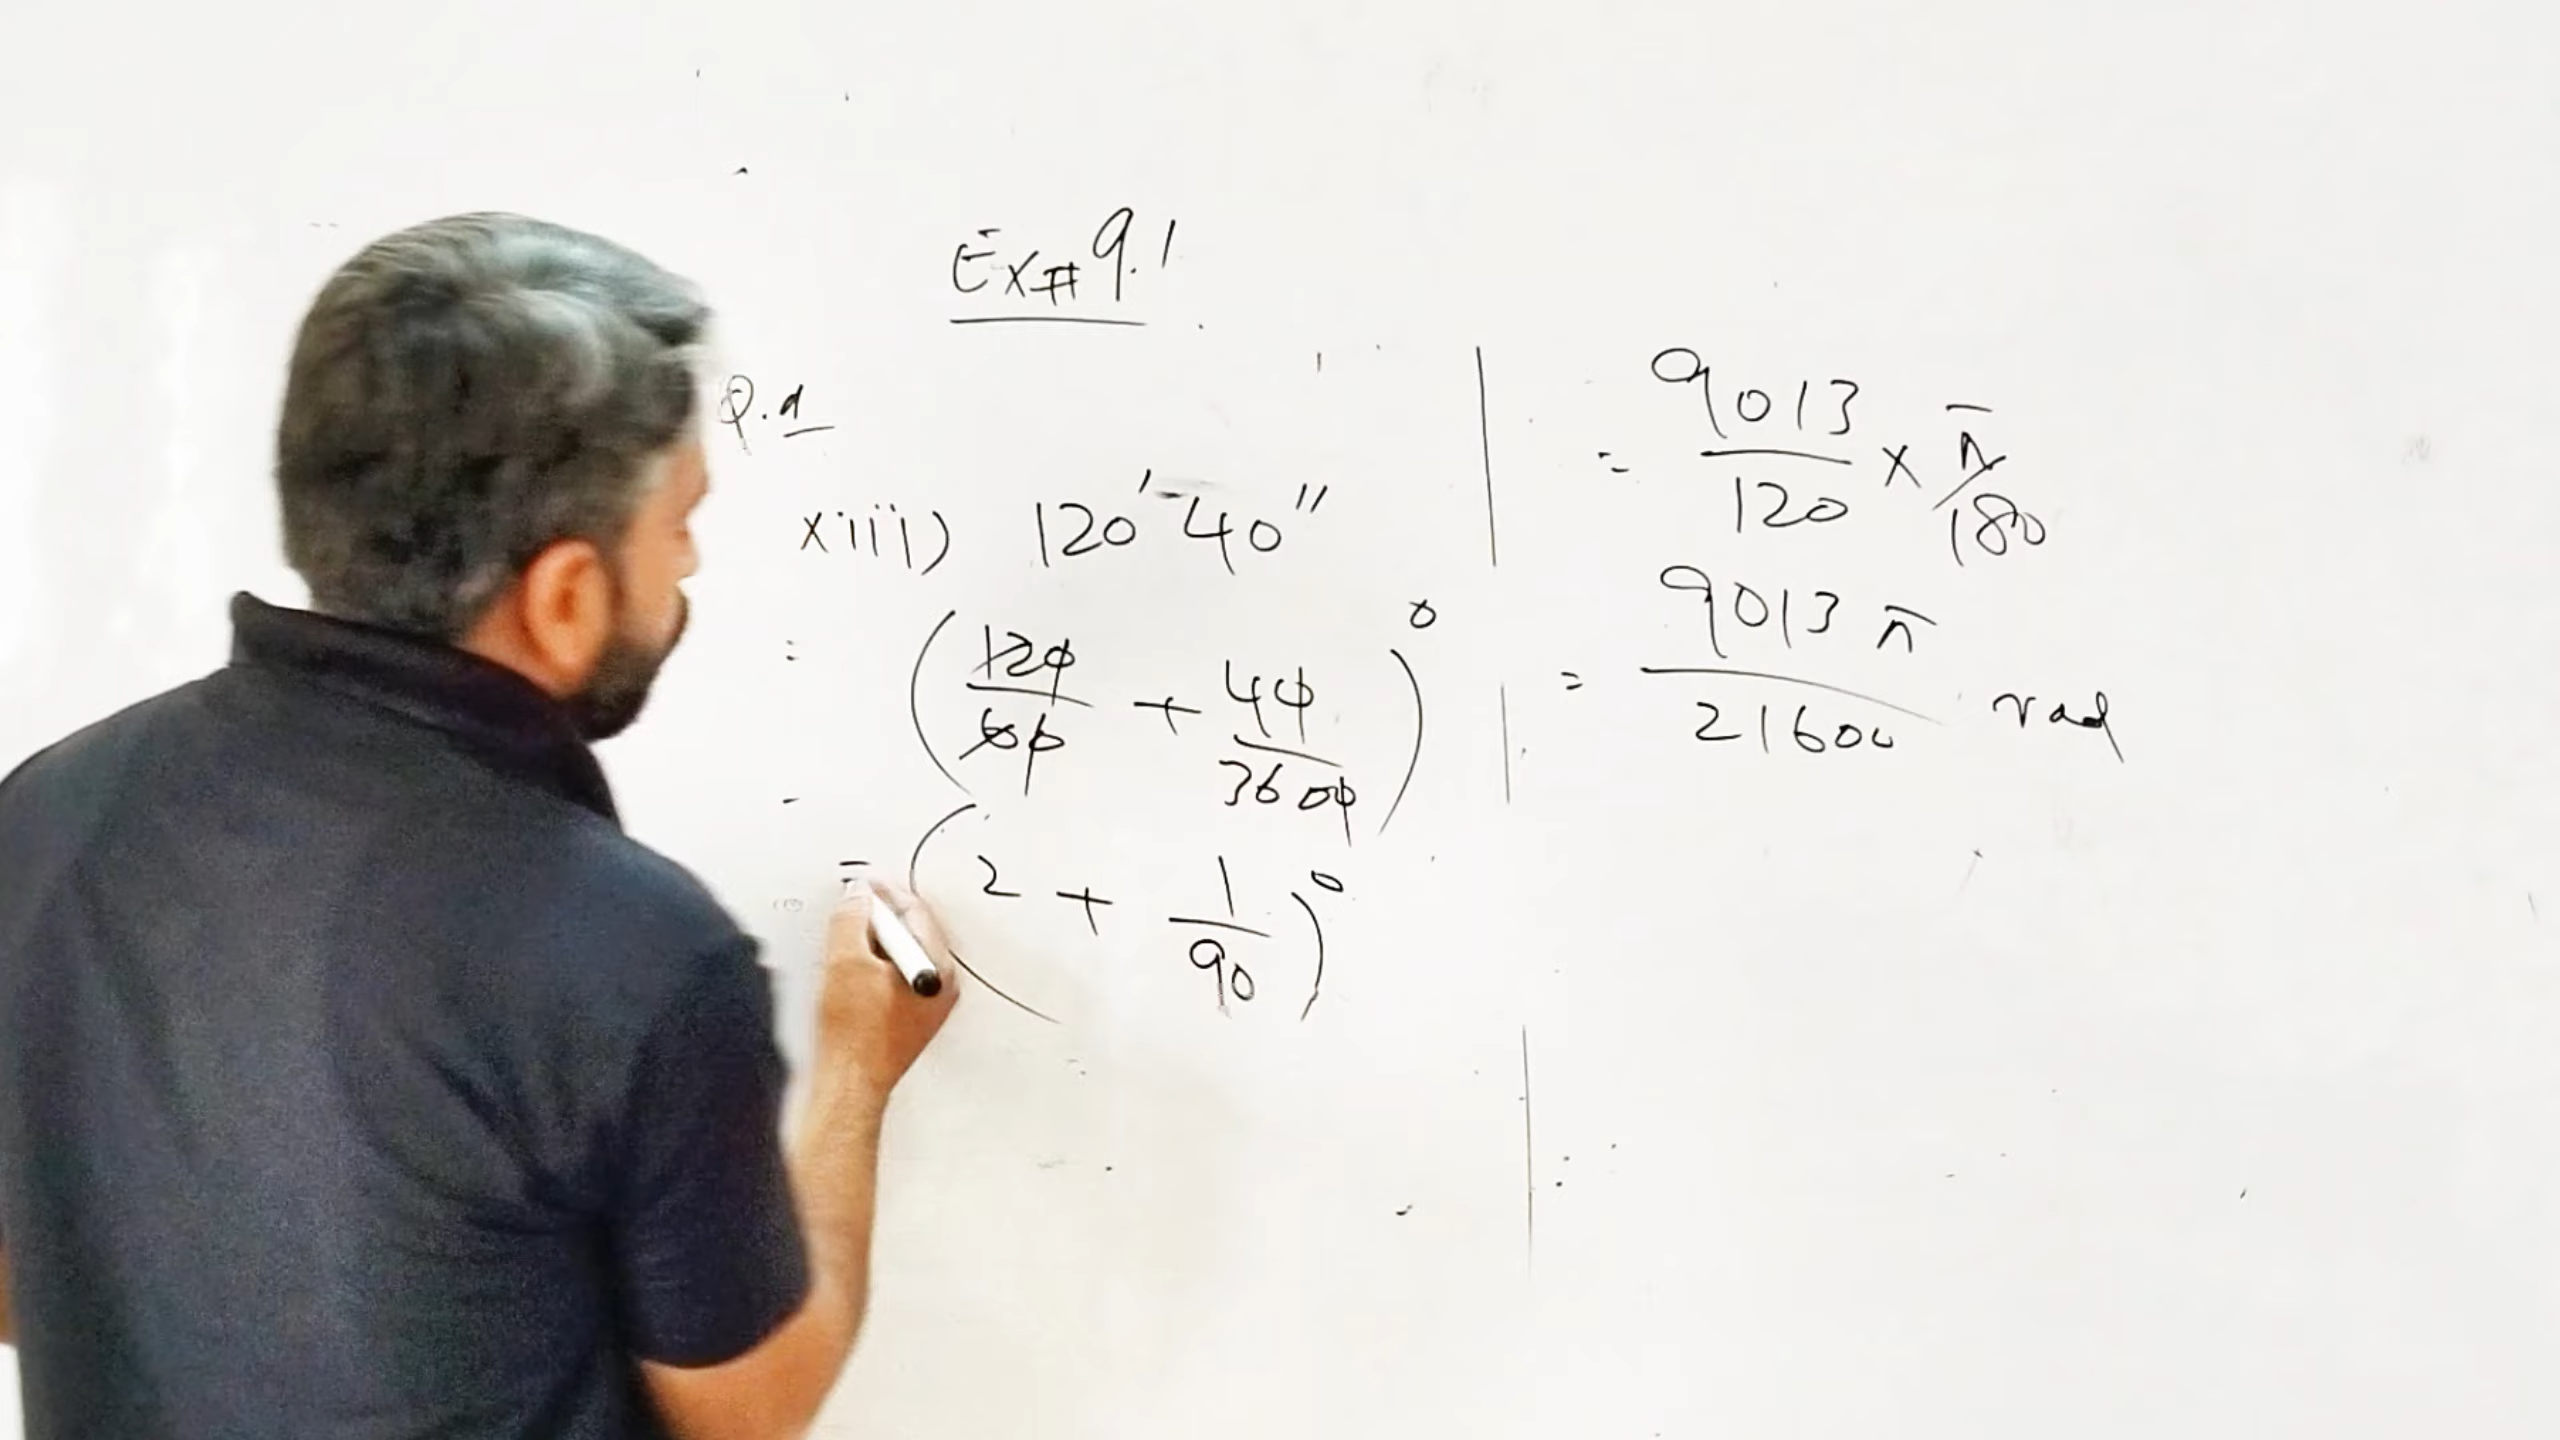 Ex# 9.1
Q.1
xiii) 120' 40"
= (120/60 + 40/3600)°
= (2 + 1/90)°
= 9013/120 × π/180
= 9013 π/21600 rad